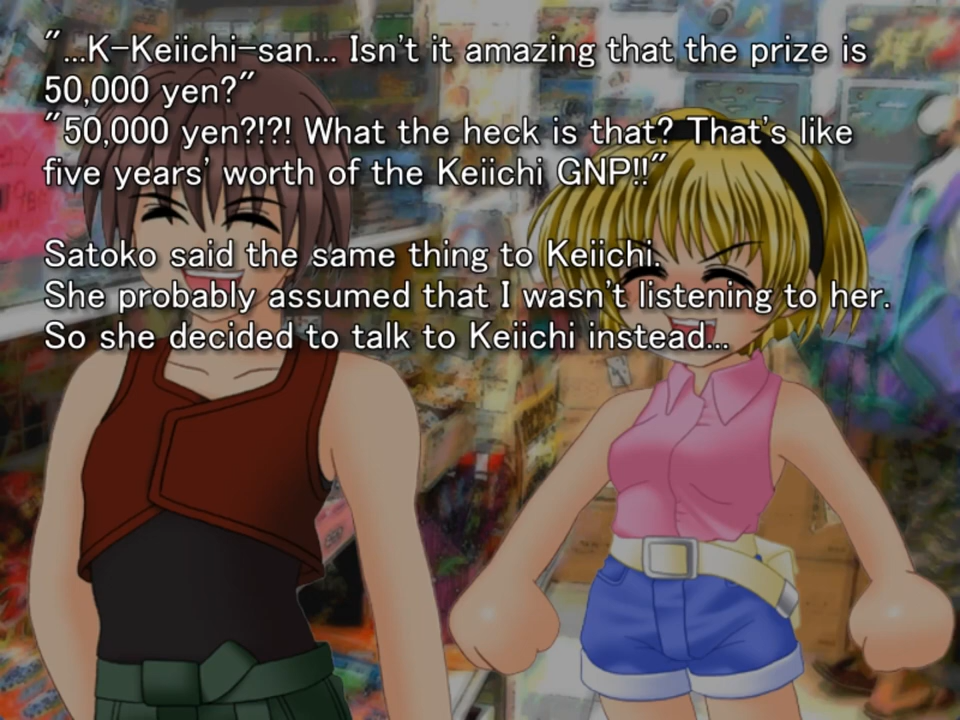 "...K-Keiichi-san... Isn't it amazing that the prize is
50,000 yen?"
"50,000 yen?!?! What the heck is that? That's like
five years' worth of the Keiichi GNP!!"
Satoko said the same thing to Keiichi.
She probably assumed that I wasn't listening to her.
So she decided to talk to Keiichi instead...